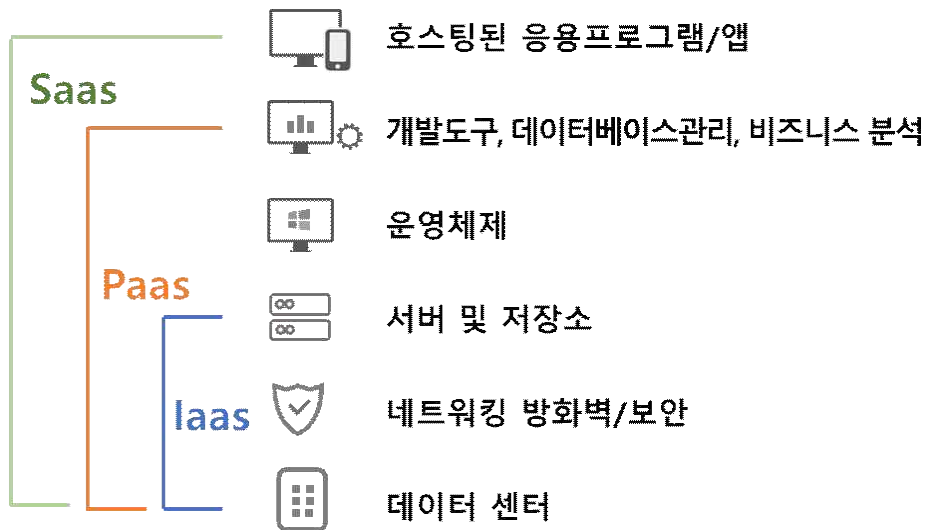 호스팅된 응용프로그램/앱
Saas
개발도구, 데이터베이스관리, 비즈니스 분석
운영체제
Paas
서버 및 저장소
Iaas
네트워킹 방화벽/보안
데이터 센터